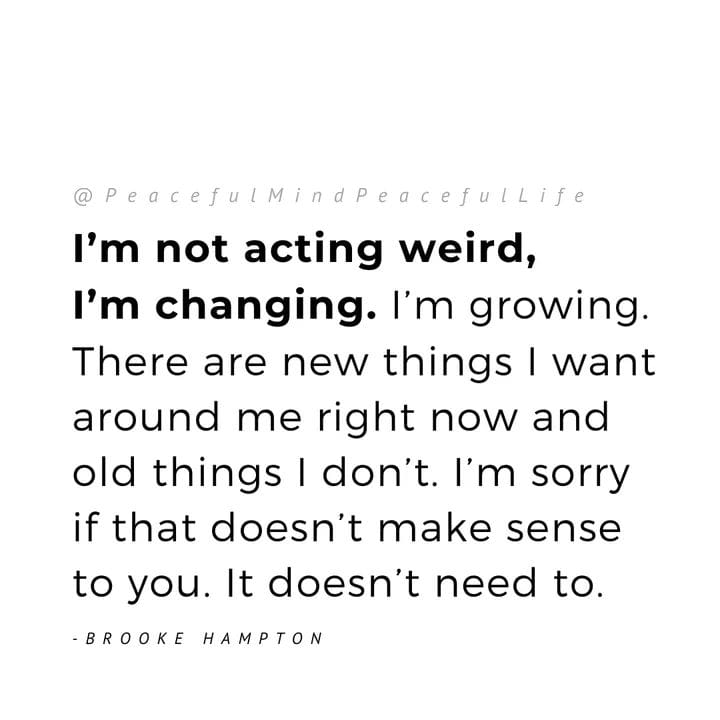 @PeacefulMindPeacefulLife
I’m not acting weird,
I’m changing. I’m growing.
There are new things I want
around me right now and
old things I don’t. I’m sorry
if that doesn’t make sense
to you. It doesn’t need to.
-BROOKE HAMPTON